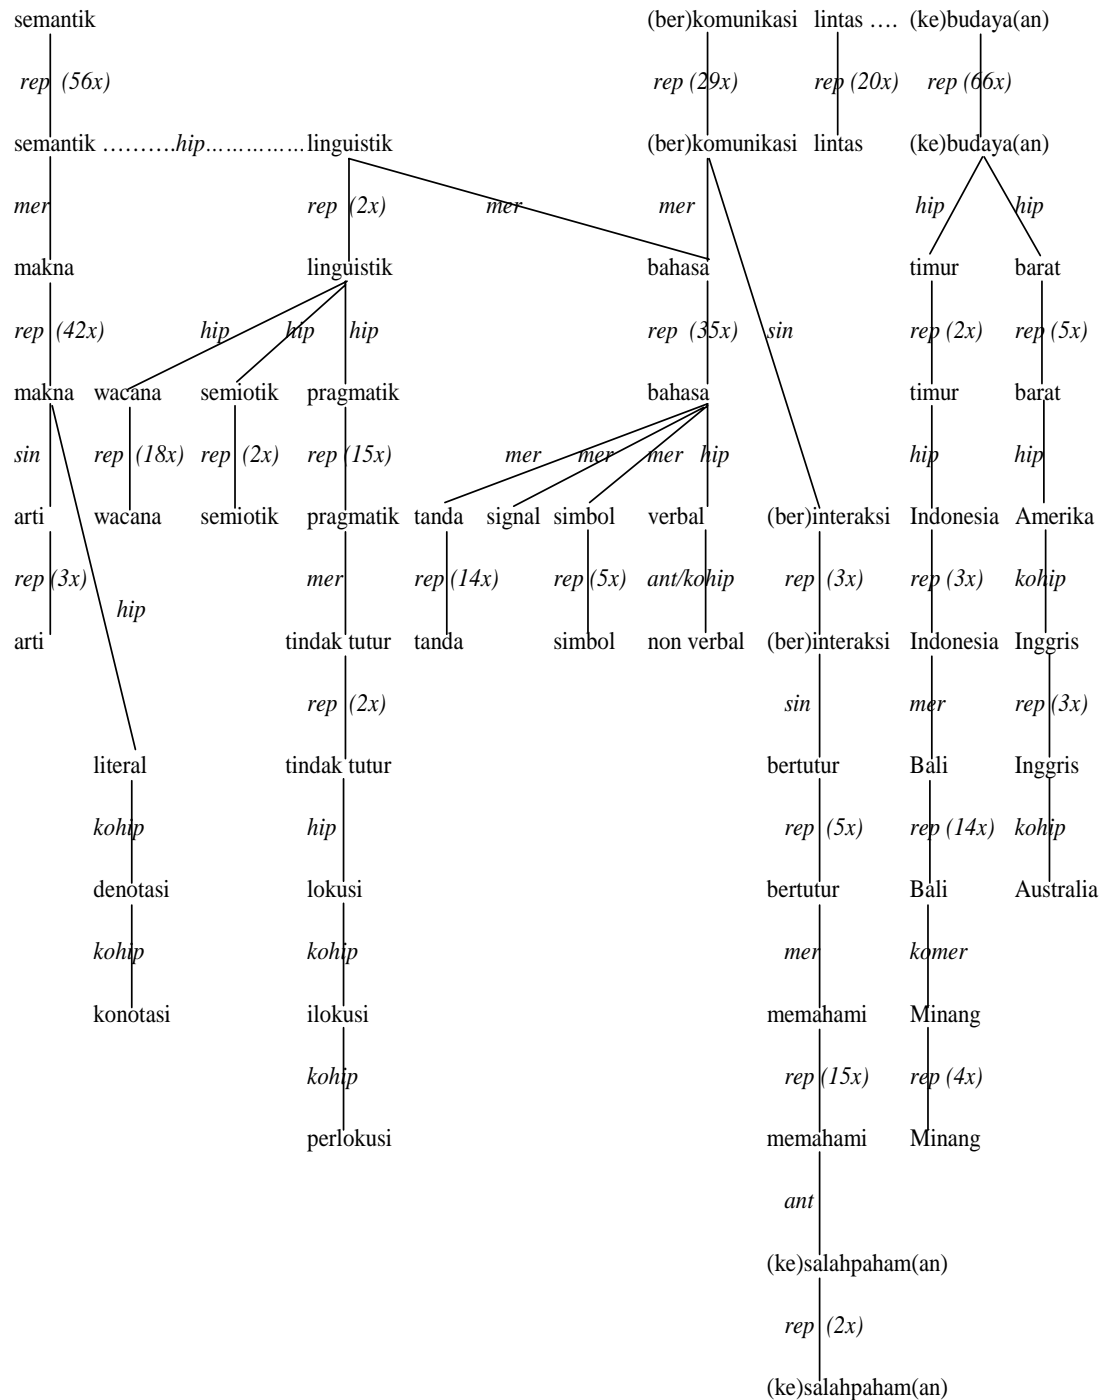 semantik (ber)komunikasi lintas …. (ke)budaya(an)
rep (56x) rep (29x) rep (20x) rep (66x)
semantik ……….hip…………linguistik (ber)komunikasi lintas (ke)budaya(an)
mer rep (2x) mer mer hip hip
makna linguistik bahasa timur barat
rep (42x) hip hip hip rep (35x) sin rep (2x) rep (5x)
makna wacana semiotik pragmatik bahasa timur barat
sin rep (18x) rep (2x) rep (15x) mer mer mer hip hip hip
arti wacana semiotik pragmatik tanda signal simbol verbal (ber)interaksi Indonesia Amerika
rep (3x) mer rep (14x) rep (5x) ant/kohip rep (3x) rep (3x) kohip
hip
arti tindak tutur tanda simbol non verbal (ber)interaksi Indonesia Inggris
rep (2x) sin mer rep (3x)
literal tindak tutur bertutur Bali Inggris
kohip hip rep (5x) rep (14x) kohip
denotasi lokusi bertutur Bali Australia
kohip kohip mer komer
konotasi ilokusi memahami Minang
kohip rep (15x) rep (4x)
perlokusi memahami Minang
ant
(ke)salahpaham(an)
rep (2x)
(ke)salahpaham(an)